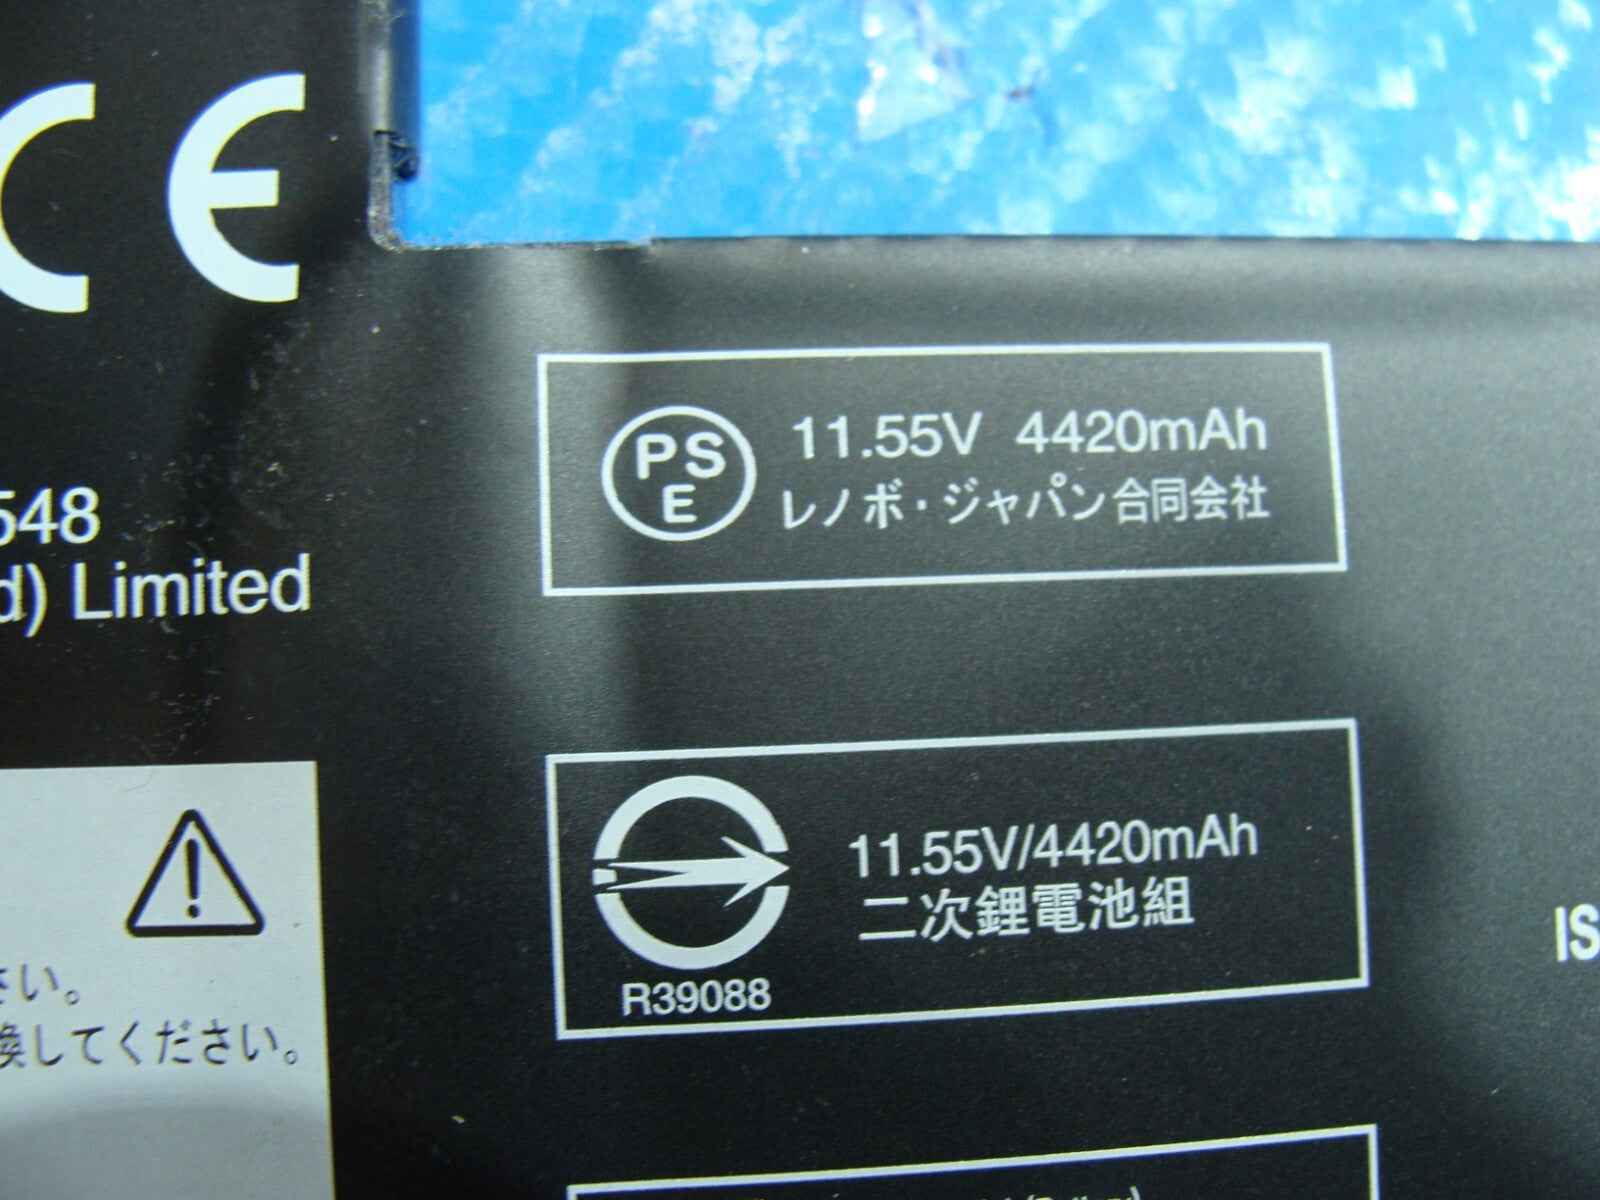 CE
PS
E
11.55V 4420mAh
レノボ・ジャパン合同会社
548
d) Limited
11.55V/4420mAh
二次鋰電池組
R39088
さい。
換してください。
IS